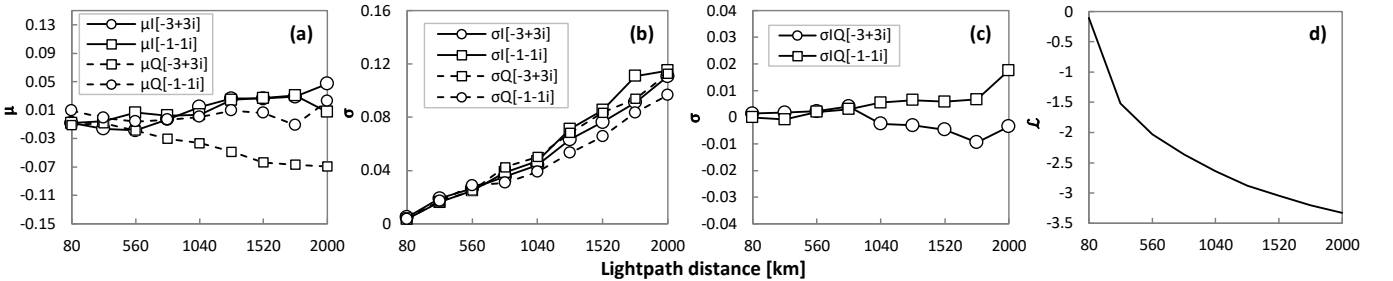 (a)
μ
0.13
0.09
0.05
0.01
-0.03
-0.07
-0.11
-0.15
μI[-3+3i]
μI[-1-1i]
μQ[-3+3i]
μQ[-1-1i]
80 560 1040 1520 2000
(b)
σ
0.16
0.12
0.08
0.04
0
σI[-3+3i]
σI[-1-1i]
σQ[-3+3i]
σQ[-1-1i]
80 560 1040 1520 2000
(c)
σ
0.04
0.03
0.02
0.01
0
-0.01
-0.02
-0.03
-0.04
σIQ[-3+3i]
σIQ[-1-1i]
80 560 1040 1520 2000
d)
ℒ
0
-0.5
-1
-1.5
-2
-2.5
-3
-3.5
80 560 1040 1520 2000
Lightpath distance [km]